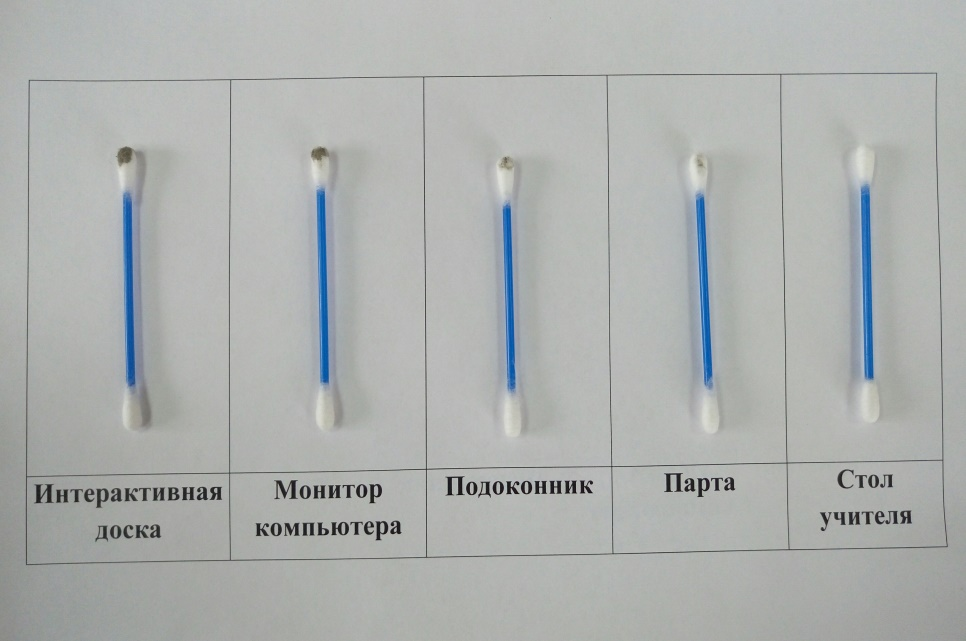 Интерактивная
доска
Монитор
компьютера
Подоконник
Парта
Стол
учителя